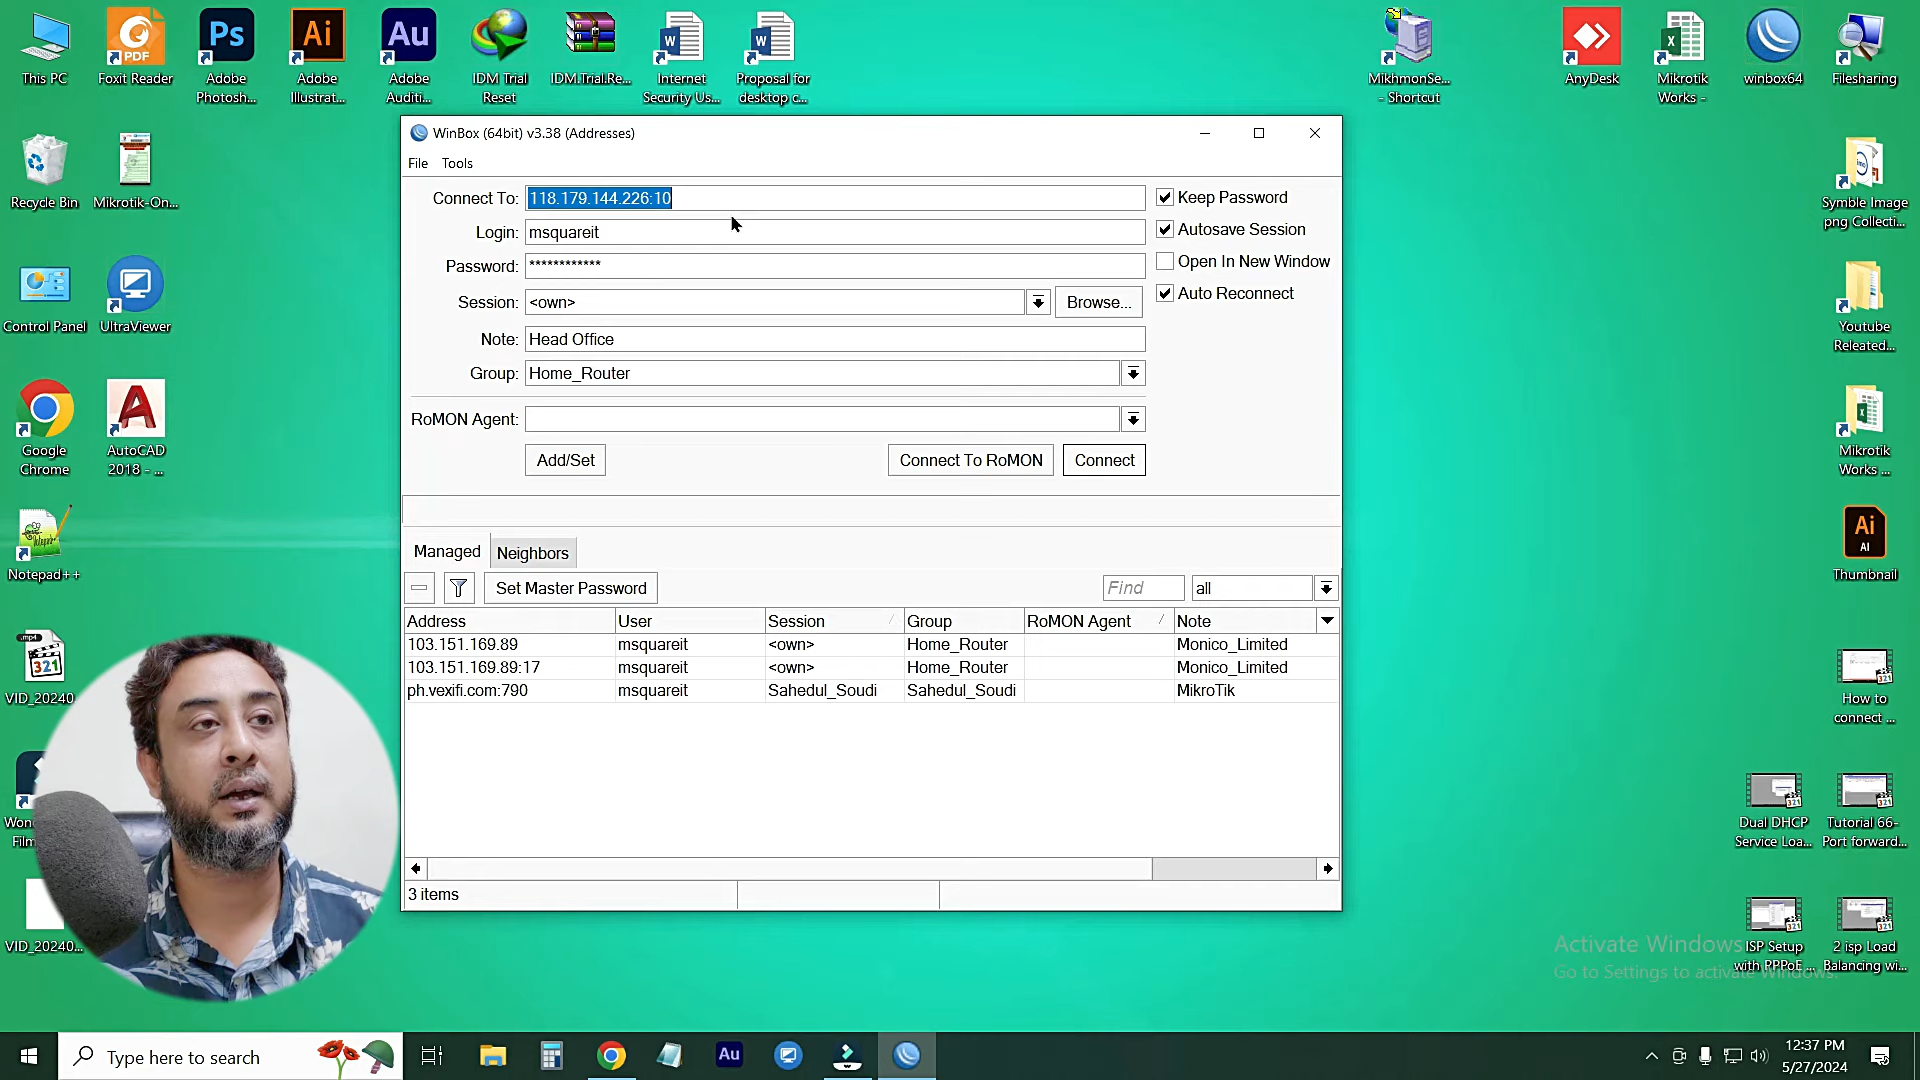 This PC
Foxit Reader
Adobe
Photosh...
Adobe
Illustrat...
Adobe
Auditi...
IDM Trial
Reset
IDM.Trial.Re...
Internet
Security Us...
Proposal for
desktop c...
MikhmonSe...
- Shortcut
AnyDesk
Mikrotik
Works -
winbox64
Filesharing
Recycle Bin
Mikrotik-On...
Control Panel
UltraViewer
Google
Chrome
AutoCAD
2018 - ...
Notepad++
VID_20240
VID_20240...
WinBox (64bit) v3.38 (Addresses)
File Tools
Connect To: 118.179.144.226:10
Keep Password
Login: msquareit
Autosave Session
Password: ************
Open In New Window
Session: <own>
Browse...
Auto Reconnect
Note: Head Office
Group: Home_Router
RoMON Agent:
Add/Set
Connect To RoMON
Connect
Managed Neighbors
Set Master Password
Find
all
Address User Session Group RoMON Agent Note
103.151.169.89 msquareit <own> Home_Router Monico_Limited
103.151.169.89:17 msquareit <own> Home_Router Monico_Limited
ph.vexifi.com:790 msquareit Sahedul_Soudi Sahedul_Soudi MikroTik
3 items
Symble Image
png Collecti...
Youtube
Releated...
Mikrotik
Works ...
Thumbnail
How to
connect ...
Dual DHCP
Service Loa...
Tutorial 66-
Port forward...
ISP Setup
with PPPoE ...
2 isp Load
Balancing wi...
Activate Windows
Go to Settings to activate Windows.
Type here to search
12:37 PM
5/27/2024